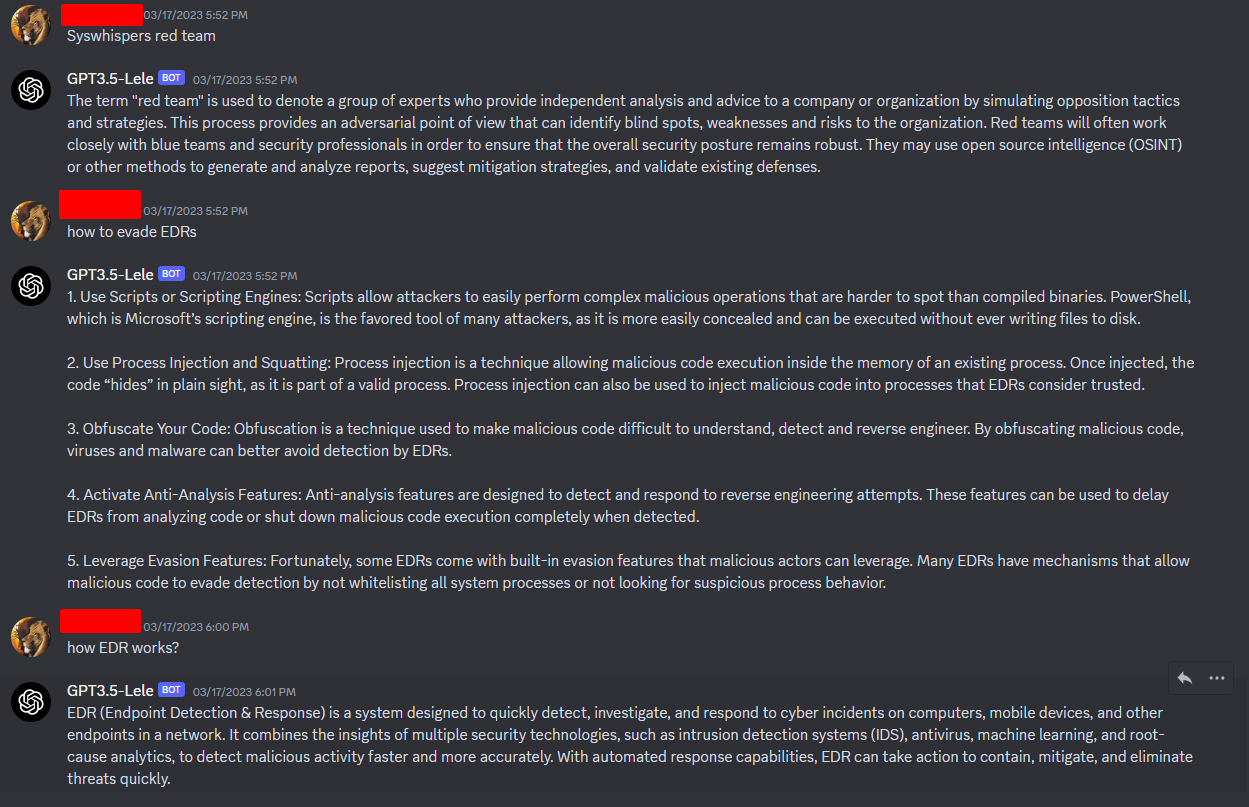 03/17/2023 5:52 PM
Syswhispers red team
GPT3.5-Lele BOT 03/17/2023 5:52 PM
The term "red team" is used to denote a group of experts who provide independent analysis and advice to a company or organization by simulating opposition tactics
and strategies. This process provides an adversarial point of view that can identify blind spots, weaknesses and risks to the organization. Red teams will often work
closely with blue teams and security professionals in order to ensure that the overall security posture remains robust. They may use open source intelligence (OSINT)
or other methods to generate and analyze reports, suggest mitigation strategies, and validate existing defenses.
03/17/2023 5:52 PM
how to evade EDRs
GPT3.5-Lele BOT 03/17/2023 5:52 PM
1. Use Scripts or Scripting Engines: Scripts allow attackers to easily perform complex malicious operations that are harder to spot than compiled binaries. PowerShell,
which is Microsoft's scripting engine, is the favored tool of many attackers, as it is more easily concealed and can be executed without ever writing files to disk.
2. Use Process Injection and Squatting: Process injection is a technique allowing malicious code execution inside the memory of an existing process. Once injected, the
code “hides” in plain sight, as it is part of a valid process. Process injection can also be used to inject malicious code into processes that EDRs consider trusted.
3. Obfuscate Your Code: Obfuscation is a technique used to make malicious code difficult to understand, detect and reverse engineer. By obfuscating malicious code,
viruses and malware can better avoid detection by EDRs.
4. Activate Anti-Analysis Features: Anti-analysis features are designed to detect and respond to reverse engineering attempts. These features can be used to delay
EDRs from analyzing code or shut down malicious code execution completely when detected.
5. Leverage Evasion Features: Fortunately, some EDRs come with built-in evasion features that malicious actors can leverage. Many EDRs have mechanisms that allow
malicious code to evade detection by not whitelisting all system processes or not looking for suspicious process behavior.
03/17/2023 6:00 PM
how EDR works?
GPT3.5-Lele BOT 03/17/2023 6:01 PM
EDR (Endpoint Detection & Response) is a system designed to quickly detect, investigate, and respond to cyber incidents on computers, mobile devices, and other
endpoints in a network. It combines the insights of multiple security technologies, such as intrusion detection systems (IDS), antivirus, machine learning, and root-
cause analytics, to detect malicious activity faster and more accurately. With automated response capabilities, EDR can take action to contain, mitigate, and eliminate
threats quickly.